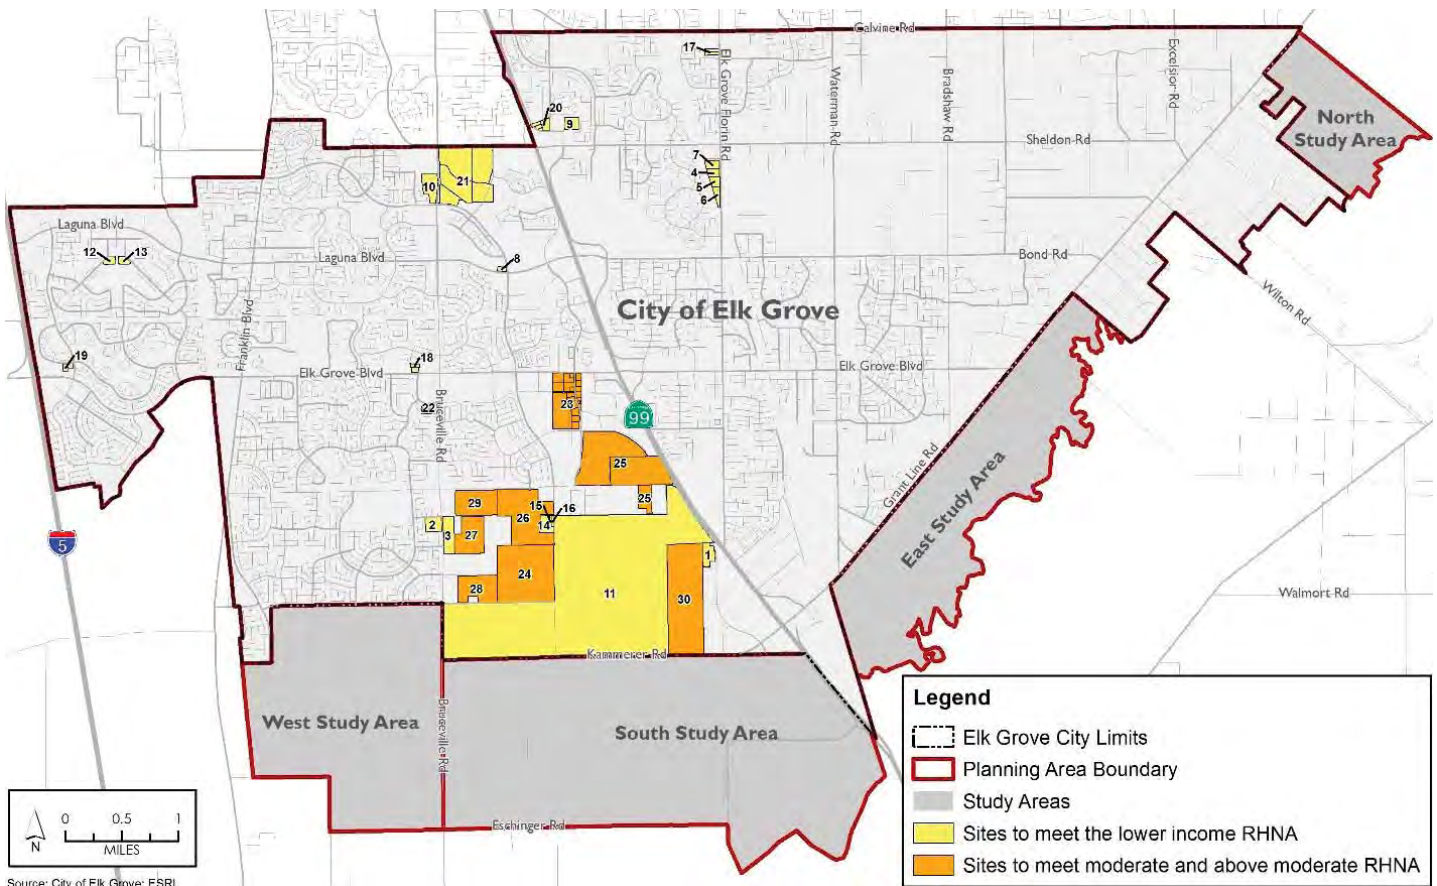 Calvine Rd
17
Elk Grove Florin Rd
Waterman Rd
Bradshaw Rd
Excelsior Rd
North
Study Area
20
9
Sheldon Rd
7
4
5
6
10
21
Laguna Blvd
12
13
Laguna Blvd
8
Bond Rd
Wilton Rd
City of Elk Grove
Franklin Blvd
19
18
Elk Grove Blvd
Elk Grove Blvd
22
Bruceville Rd
23
99
25
25
Grant Line Rd
East Study Area
29
15
16
26
14
2
3
27
5
1
24
28
11
30
Walmort Rd
Kammerer Rd
West Study Area
Bruceville Rd
South Study Area
Eschinger Rd
Legend
Elk Grove City Limits
Planning Area Boundary
Study Areas
Sites to meet the lower income RHNA
Sites to meet moderate and above moderate RHNA
0 0.5 1
MILES
N
Source: City of Elk Grove; ESRI